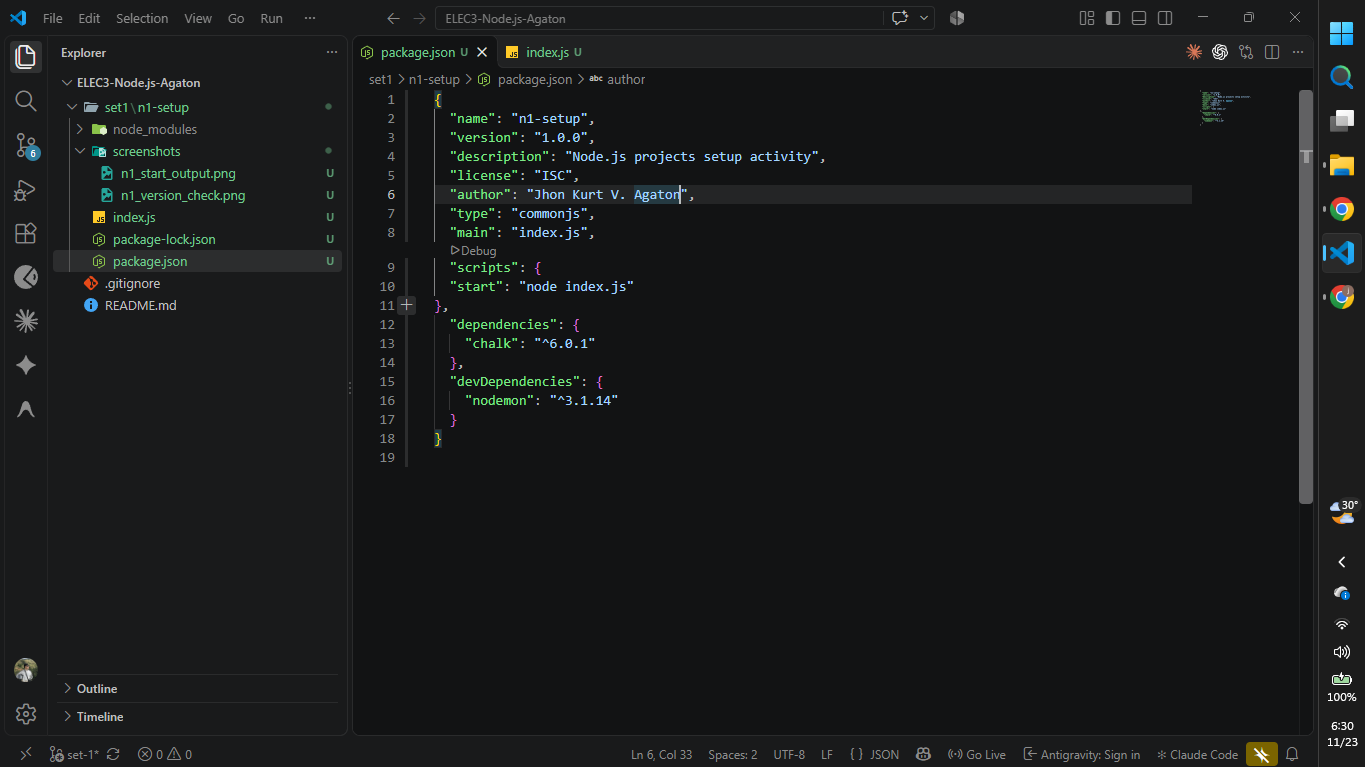 File Edit Selection View Go Run ···
ELEC3-Node.js-Agaton
Explorer
ELEC3-Node.js-Agaton
set1\n1-setup
node_modules
screenshots
n1_start_output.png U
n1_version_check.png U
index.js U
package-lock.json U
package.json U
.gitignore
README.md
Outline
Timeline
6
package.json U
index.js U
set1 > n1-setup > package.json > abc author
1 {
2 "name": "n1-setup",
3 "version": "1.0.0",
4 "description": "Node.js projects setup activity",
5 "license": "ISC",
6 "author": "Jhon Kurt V. Agaton",
7 "type": "commonjs",
8 "main": "index.js",
Debug
9 "scripts": {
10 "start": "node index.js"
11 },
12 "dependencies": {
13 "chalk": "^6.0.1"
14 },
15 "devDependencies": {
16 "nodemon": "^3.1.14"
17 }
18 }
19
set-1* 0 0 Ln 6, Col 33 Spaces: 2 UTF-8 LF { } JSON Go Live Antigravity: Sign in Claude Code
30°
100%
6:30
11/23